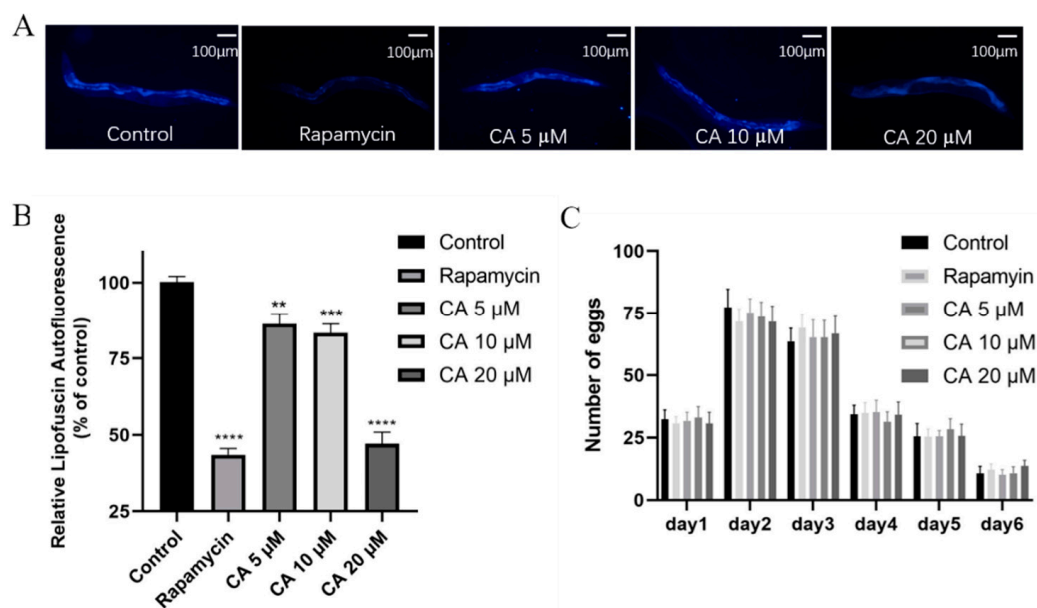 A
100μm
100μm
100μm
100μm
100μm
Control
Rapamycin
CA 5 μM
CA 10 μM
CA 20 μM
B
Relative Lipofuscin Autofluorescence
(% of control)
100
75
50
25
****
**
***
****
Control
Rapamycin
CA 5 μM
CA 10 μM
CA 20 μM
Control
Rapamycin
CA 5 μM
CA 10 μM
CA 20 μM
C
Number of eggs
100
75
50
25
0
Control
Rapamyin
CA 5 μM
CA 10 μM
CA 20 μM
day1 day2 day3 day4 day5 day6